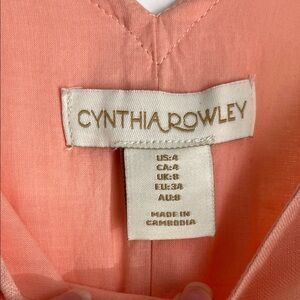 CYNTHIA ROWLEY
US:4
CA:4
UK:8
EU:34
AU:8
MADE IN
CAMBODIA